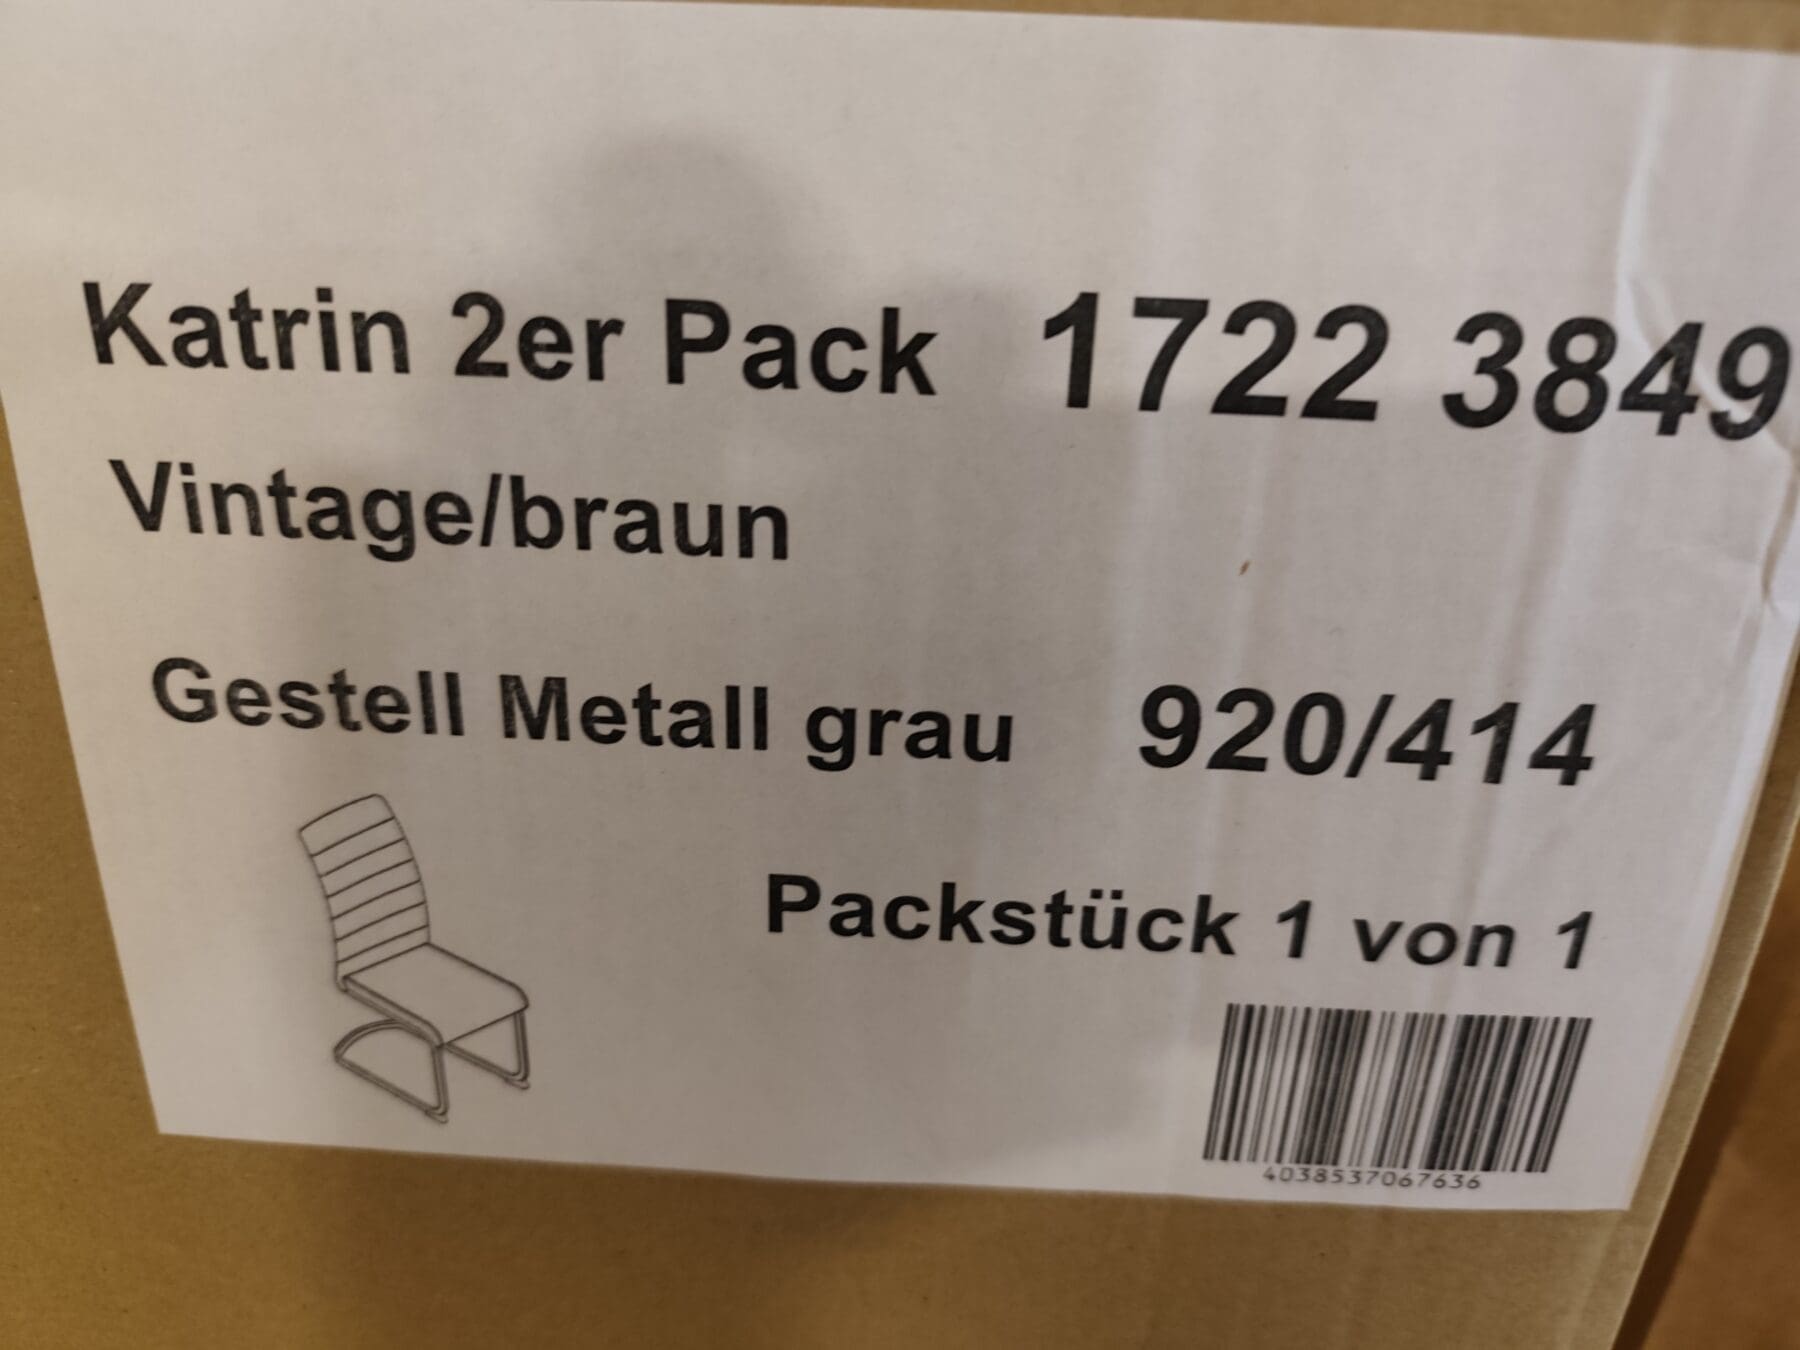 Katrin 2er Pack 1722 3849
Vintage/braun
Gestell Metall grau 920/414
Packstück 1 von 1
4038537067636